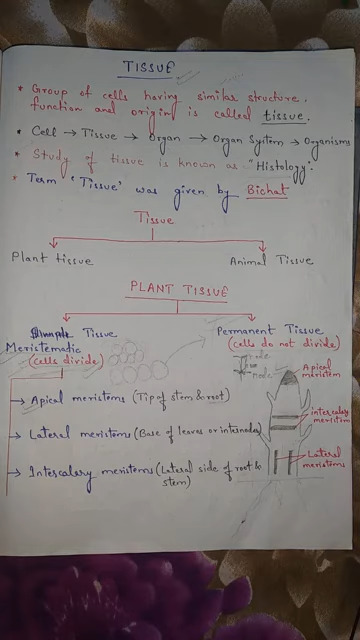 TISSUE
* Group of cells having similar structure.
function and origin is called tissue.
* Cell → Tissue → Organ → Organ System → Organisms
* Study of tissue is known as "Histology".
* Term 'Tissue' was given by Bichat
Tissue
Plant tissue
Animal Tissue
PLANT TISSUE
Tissue
Meristematic
(cells divide)
Permanent Tissue
(cells do not divide)
→ Apical meristems (Tip of stem & root)
→ Lateral meristems (Base of leaves or internodes)
→ Intercalary meristems (Lateral side of root &
stem)
node
Node
Apical
meristem
intercalary
meristem
Lateral
meristems